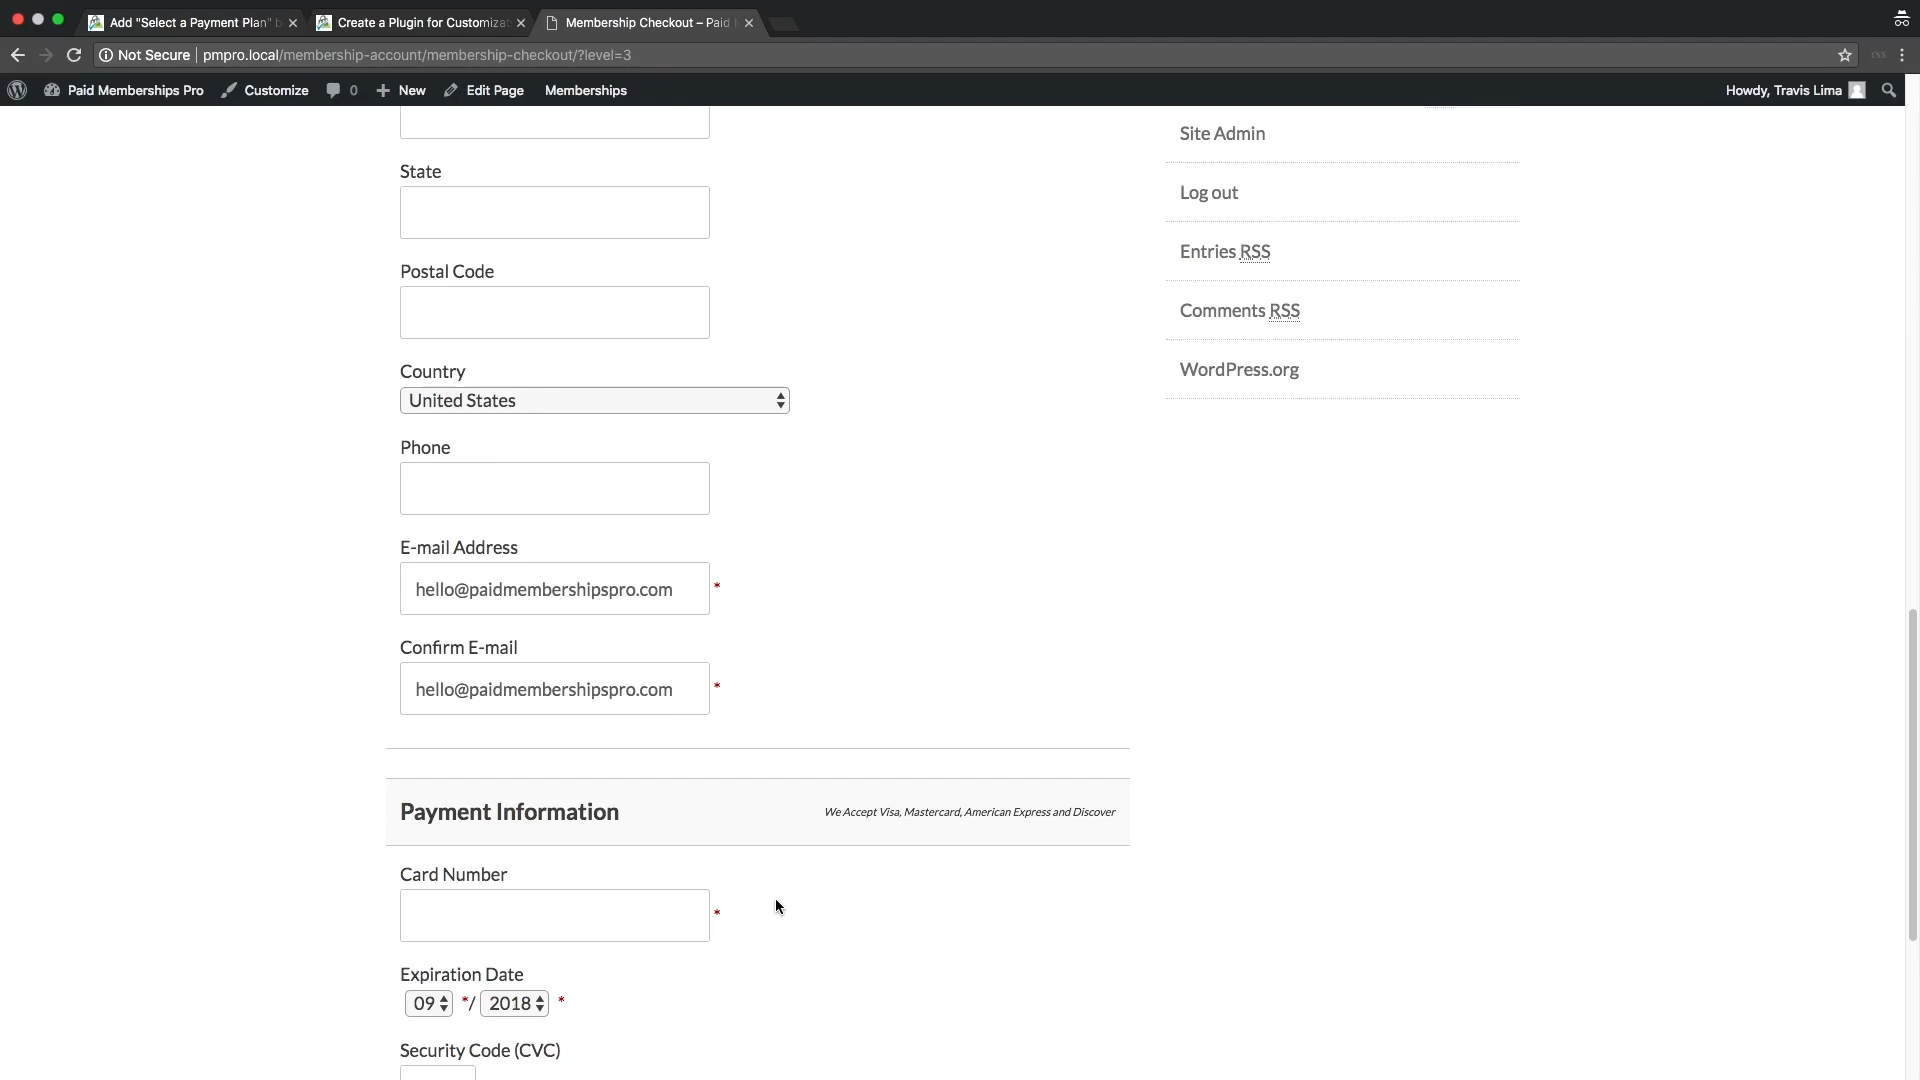 Add "Select a Payment Plan"
Create a Plugin for Customiza
Membership Checkout – Paid
Not Secure
pmpro.local/membership-account/membership-checkout/?level=3
Paid Memberships Pro
Customize
0
New
Edit Page
Memberships
Howdy, Travis Lima
Site Admin
State
Log out
Entries RSS
Postal Code
Comments RSS
Country
United States
WordPress.org
Phone
E-mail Address
hello@paidmembershipspro.com *
Confirm E-mail
hello@paidmembershipspro.com *
Payment Information
We Accept Visa, Mastercard, American Express and Discover
Card Number
*
Expiration Date
09 */ 2018 *
Security Code (CVC)